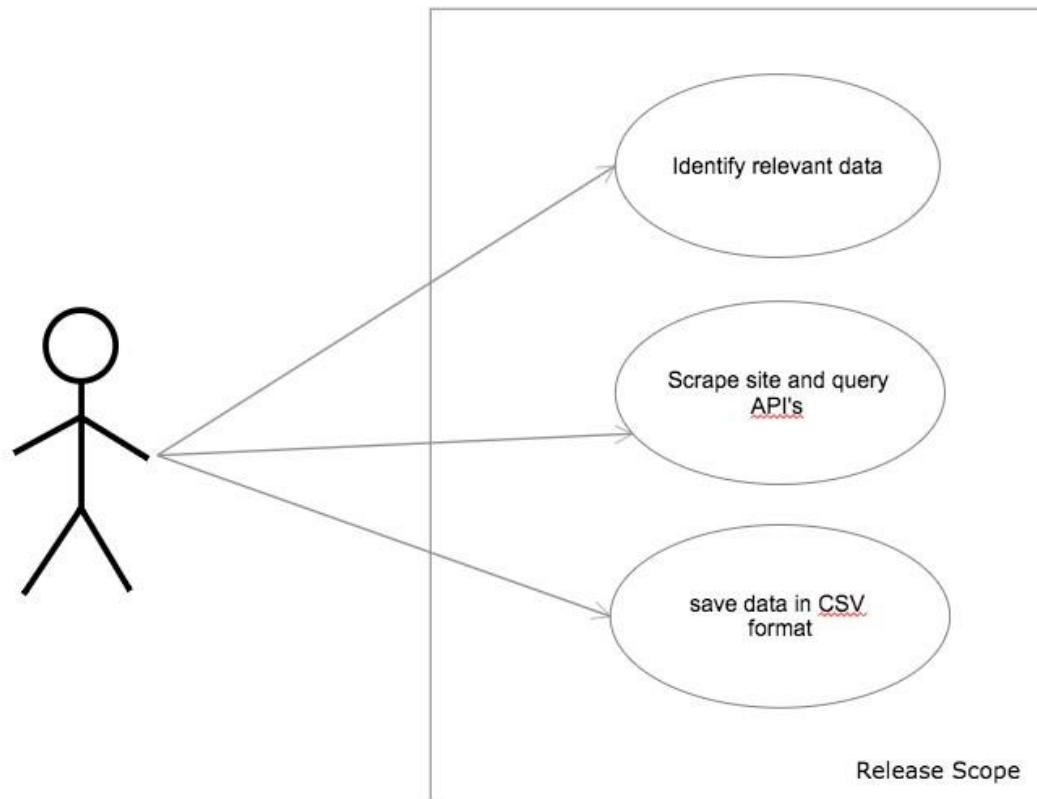 Identify relevant data
Scrape site and query
API's
save data in CSV
format
Release Scope